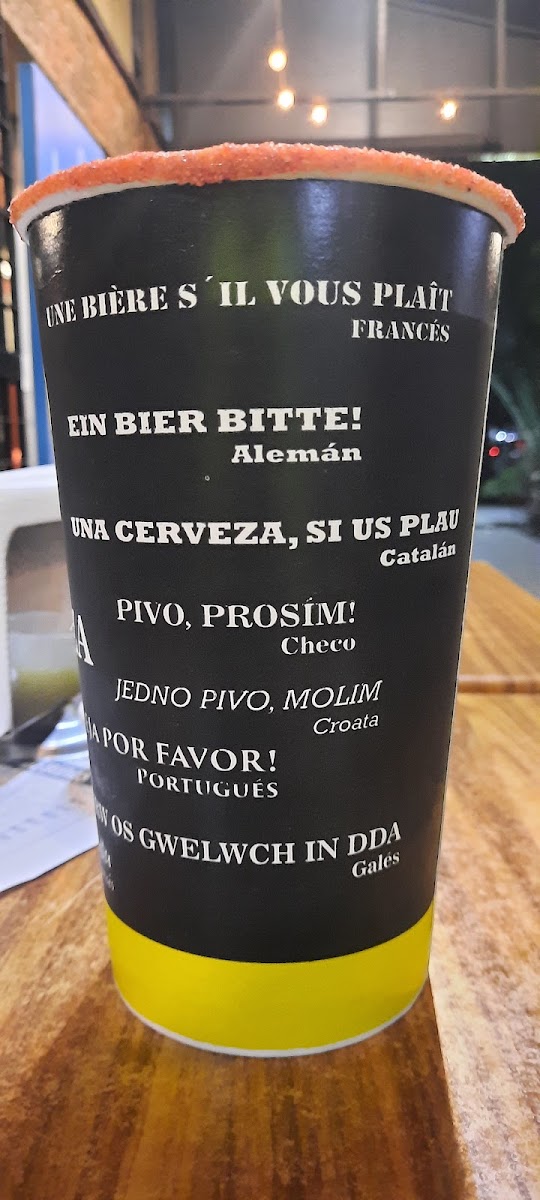 UNE BIÈRE S´IL VOUS PLAÎT
FRANCÉS
EIN BIER BITTE!
Alemán
UNA CERVEZA, SI US PLAU
Catalán
PIVO, PROSÍM!
Checo
JEDNO PIVO, MOLIM
Croata
POR FAVOR!
PORTUGUÉS
OS GWELWCH IN DDA
Galés